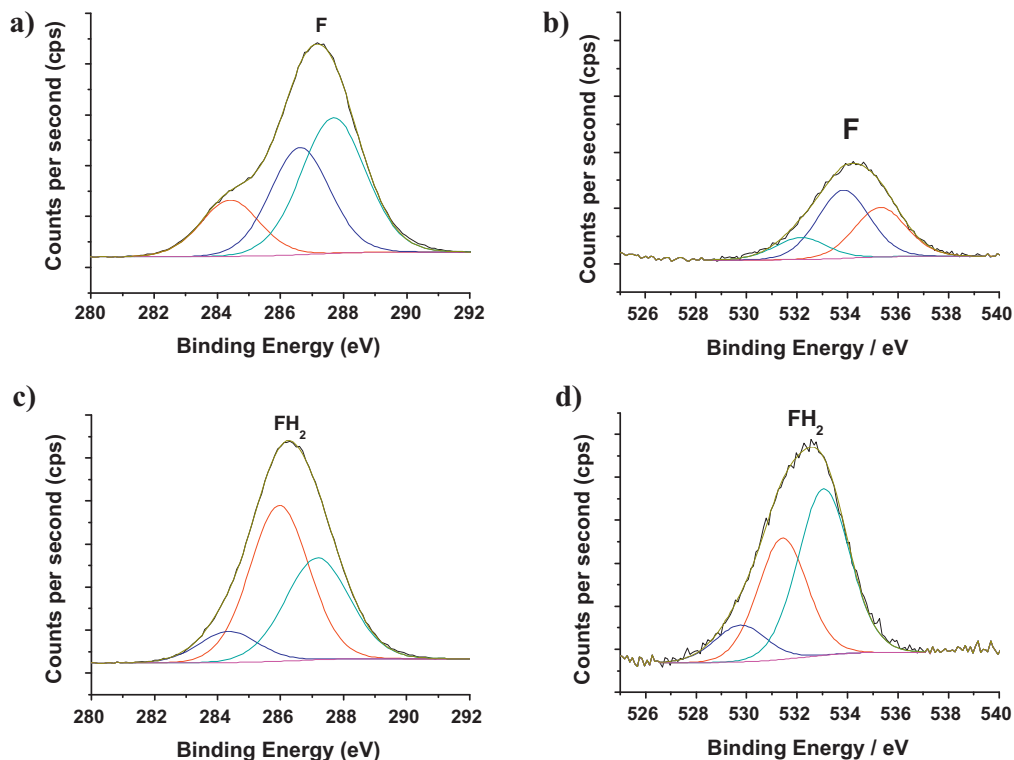 a)
F
Counts per second (cps)
280 282 284 286 288 290 292
Binding Energy (eV)
b)
F
Counts per second (cps)
526 528 530 532 534 536 538 540
Binding Energy / eV
c)
FH2
Counts per second (cps)
280 282 284 286 288 290 292
Binding Energy (eV)
d)
FH2
Counts per second (cps)
526 528 530 532 534 536 538 540
Binding Energy / eV